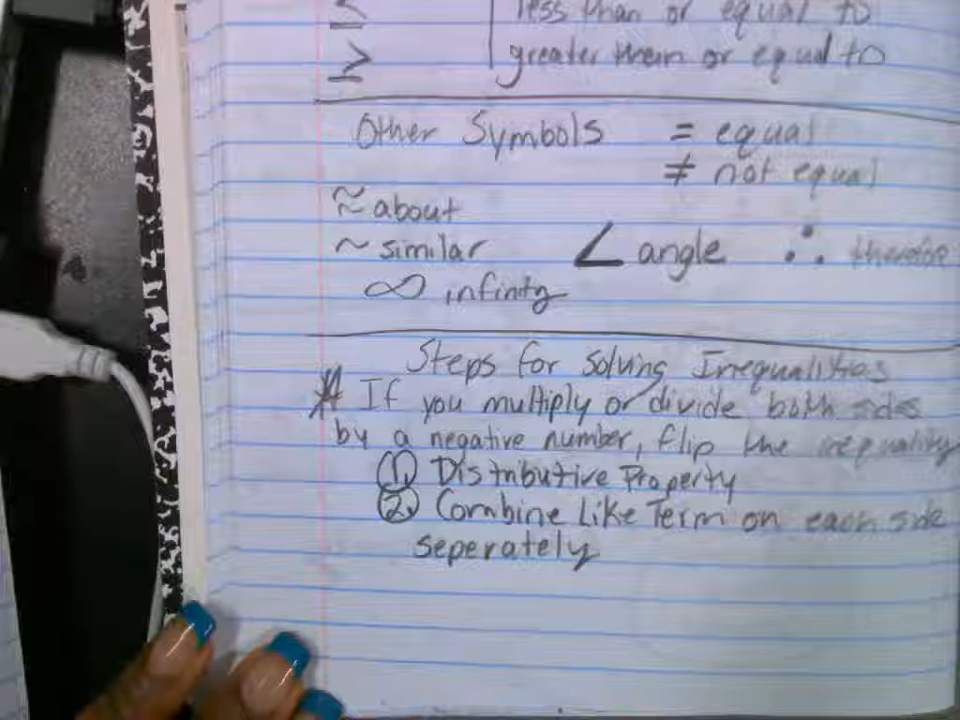 ≤ less than or equal to
≥ greater them or equal to
Other Symbols = equal
≠ not equal
≈ about
~ similar ∠ angle ∴ therefore
∞ infinity
Steps for Solving Inequalities
* If you multiply or divide both sides
by a negative number, flip the inequality
① Distributive Property
② Combine Like Term on each side
seperately